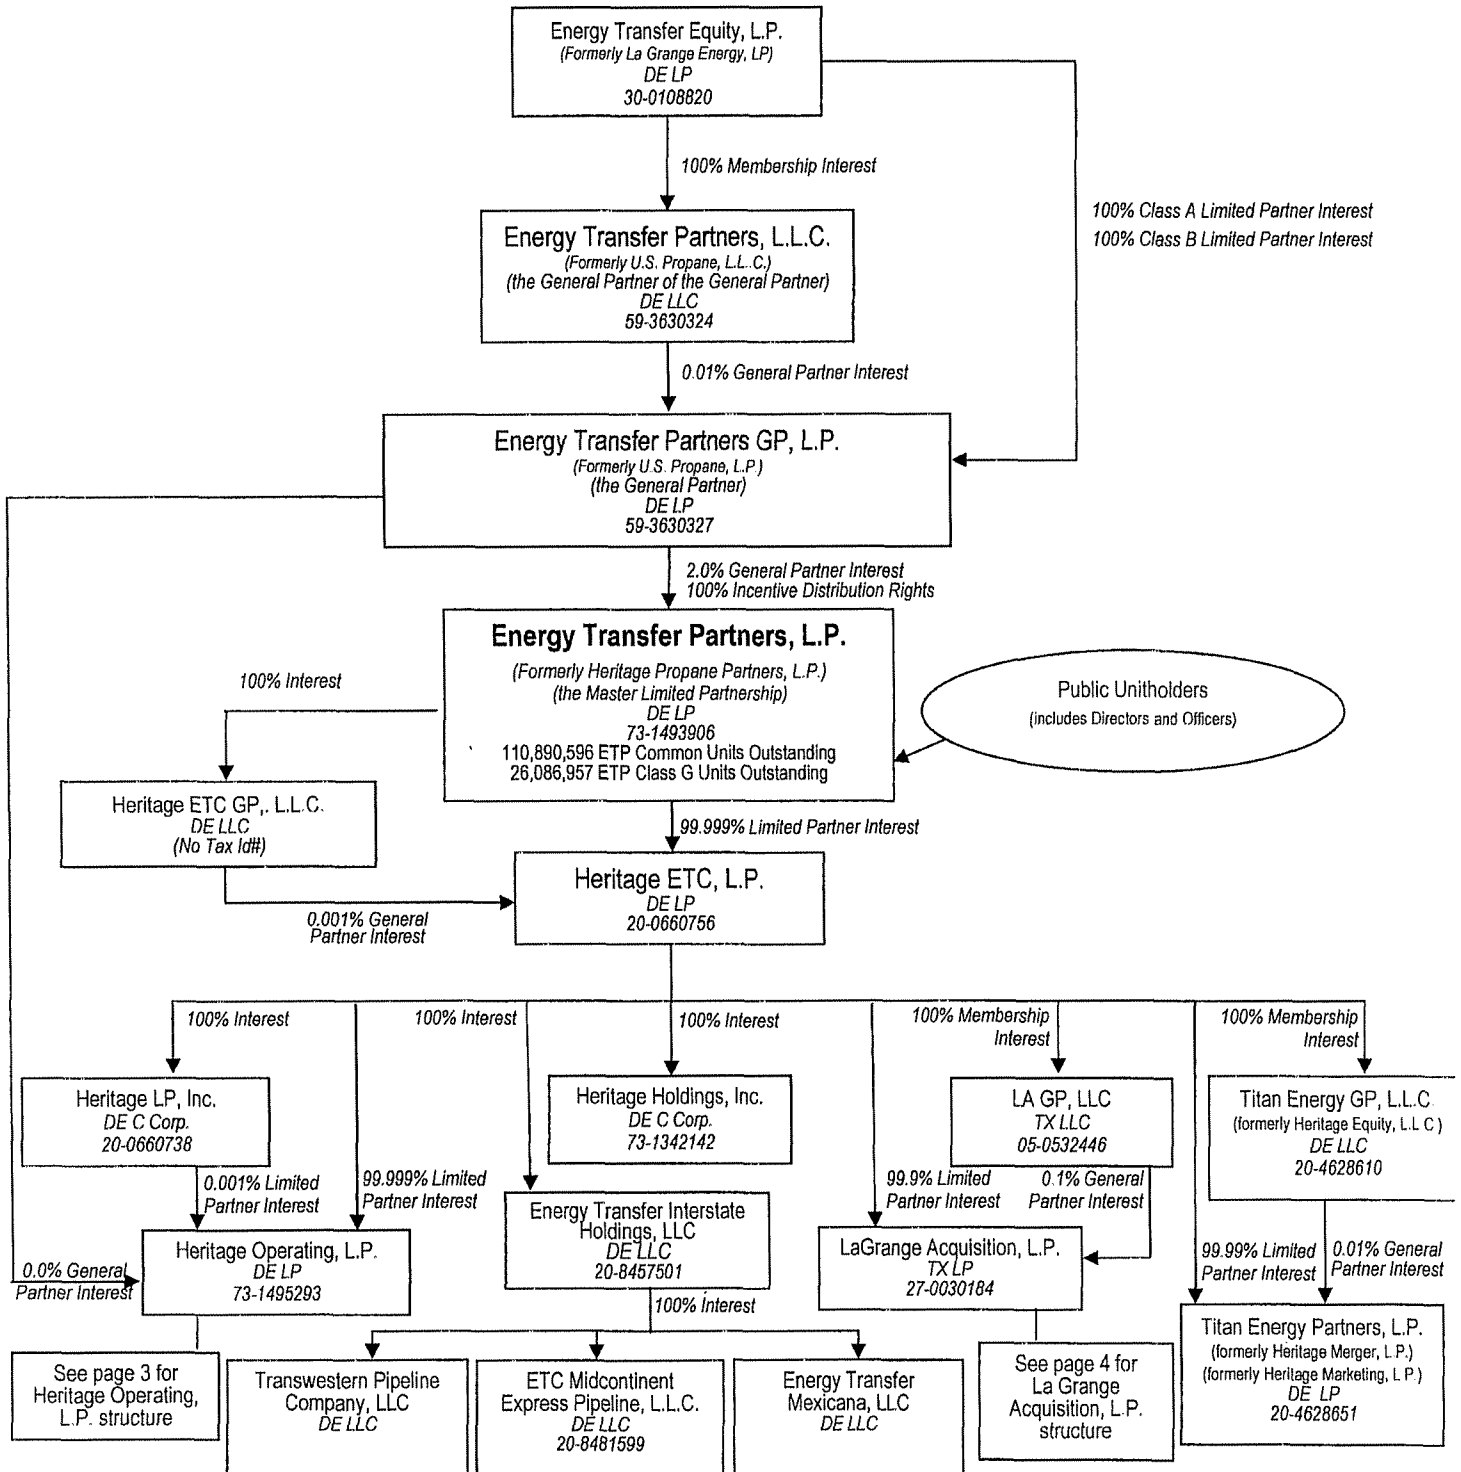 Energy Transfer Equity, L.P.
(Formerly La Grange Energy, LP)
DE LP
30-0108820
100% Membership Interest
100% Class A Limited Partner Interest
100% Class B Limited Partner Interest
Energy Transfer Partners, L.L.C.
(Formerly U.S. Propane, L.L..C.)
(the General Partner of the General Partner)
DE LLC
59-3630324
0.01% General Partner Interest
Energy Transfer Partners GP, L.P.
(Formerly U.S. Propane, L.P.)
(the General Partner)
DE LP
59-3630327
2.0% General Partner Interest
100% Incentive Distribution Rights
Energy Transfer Partners, L.P.
(Formerly Heritage Propane Partners, L.P.)
(the Master Limited Partnership)
DE LP
73-1493906
110,890,596 ETP Common Units Outstanding
26,086,957 ETP Class G Units Outstanding
Public Unitholders
(includes Directors and Officers)
100% Interest
Heritage ETC GP,. L.L.C.
DE LLC
(No Tax Id#)
99.999% Limited Partner Interest
0.001% General
Partner Interest
Heritage ETC, L.P.
DE LP
20-0660756
100% Interest
100% Interest
100% Interest
100% Membership
Interest
100% Membership
Interest
Heritage LP, Inc.
DE C Corp.
20-0660738
Heritage Holdings, Inc.
DE C Corp.
73-1342142
LA GP, LLC
TX LLC
05-0532446
Titan Energy GP, L.L.C
(formerly Heritage Equity, L.L C)
DE LLC
20-4628610
0.001% Limited
Partner Interest
99.999% Limited
Partner Interest
Energy Transfer Interstate
Holdings, LLC
DE LLC
20-8457501
99.9% Limited
Partner Interest
0.1% General
Partner Interest
0.0% General
Partner Interest
Heritage Operating, L.P.
DE LP
73-1495293
100% Interest
LaGrange Acquisition, L.P.
TX LP
27-0030184
99.99% Limited
Partner Interest
0.01% General
Partner Interest
See page 3 for
Heritage Operating,
L.P. structure
Transwestern Pipeline
Company, LLC
DE LLC
ETC Midcontinent
Express Pipeline, L.L.C.
DE LLC
20-8481599
Energy Transfer
Mexicana, LLC
DE LLC
See page 4 for
La Grange
Acquisition, L.P.
structure
Titan Energy Partners, L.P.
(formerly Heritage Merger, L.P.)
(formerly Heritage Marketing, L P.)
DE LP
20-4628651